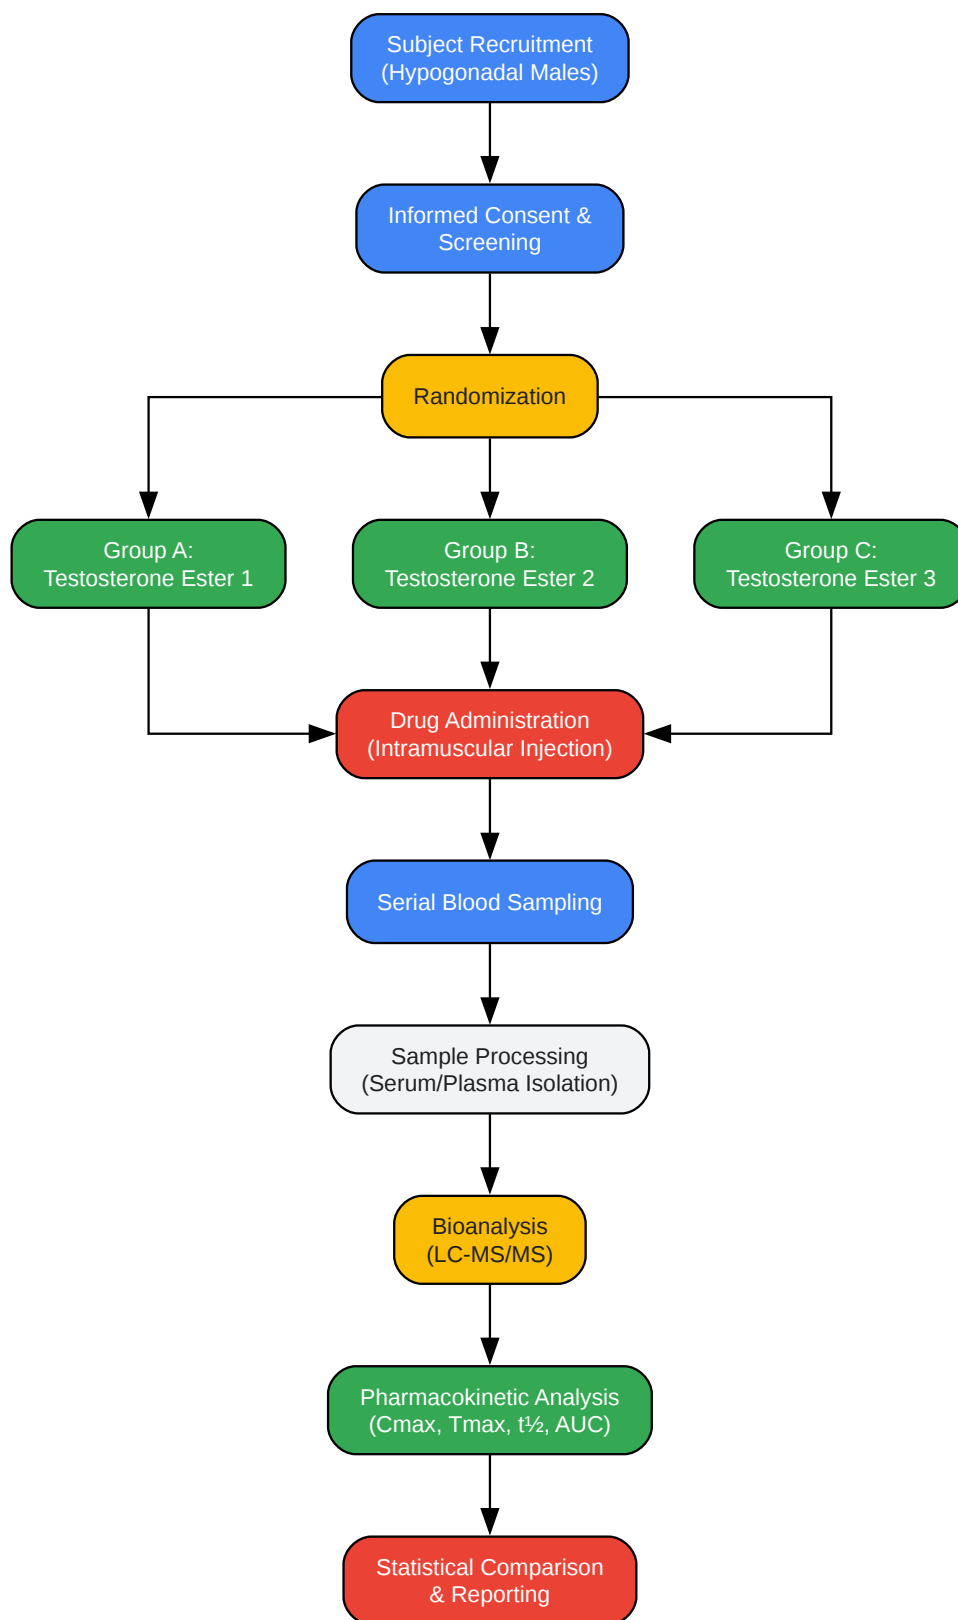 Subject Recruitment
(Hypogonadal Males)
Informed Consent &
Screening
Randomization
Group A:
Testosterone Ester 1
Group B:
Testosterone Ester 2
Group C:
Testosterone Ester 3
Drug Administration
(Intramuscular Injection)
Serial Blood Sampling
Sample Processing
(Serum/Plasma Isolation)
Bioanalysis
(LC-MS/MS)
Pharmacokinetic Analysis
(Cmax, Tmax, t½, AUC)
Statistical Comparison
& Reporting